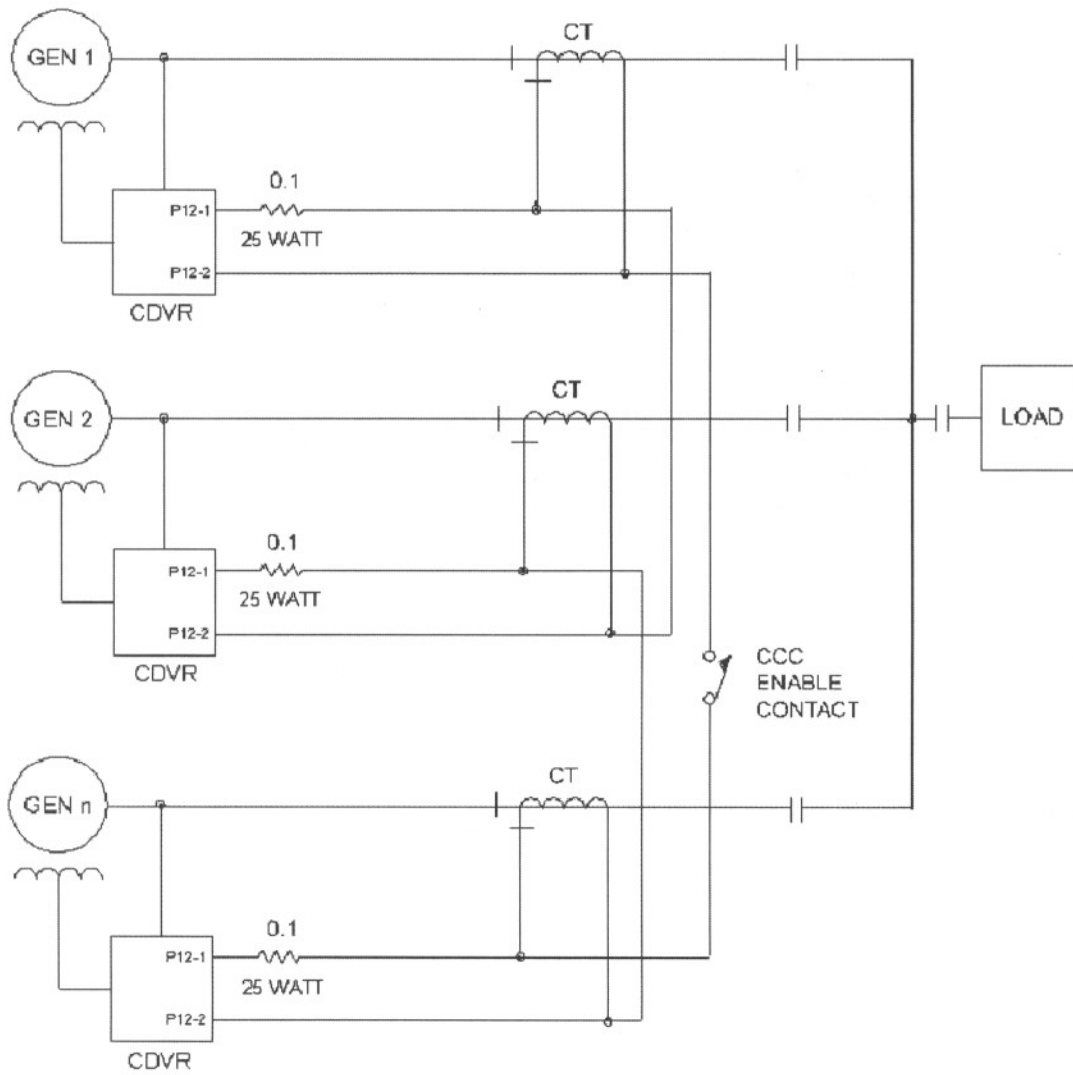 CT
GEN 1
0.1
P12-1
25 WATT
P12-2
CDVR
CT
GEN 2
LOAD
0.1
P12-1
25 WATT
P12-2
CDVR
CCC
ENABLE
CONTACT
CT
GEN n
0.1
P12-1
25 WATT
P12-2
CDVR